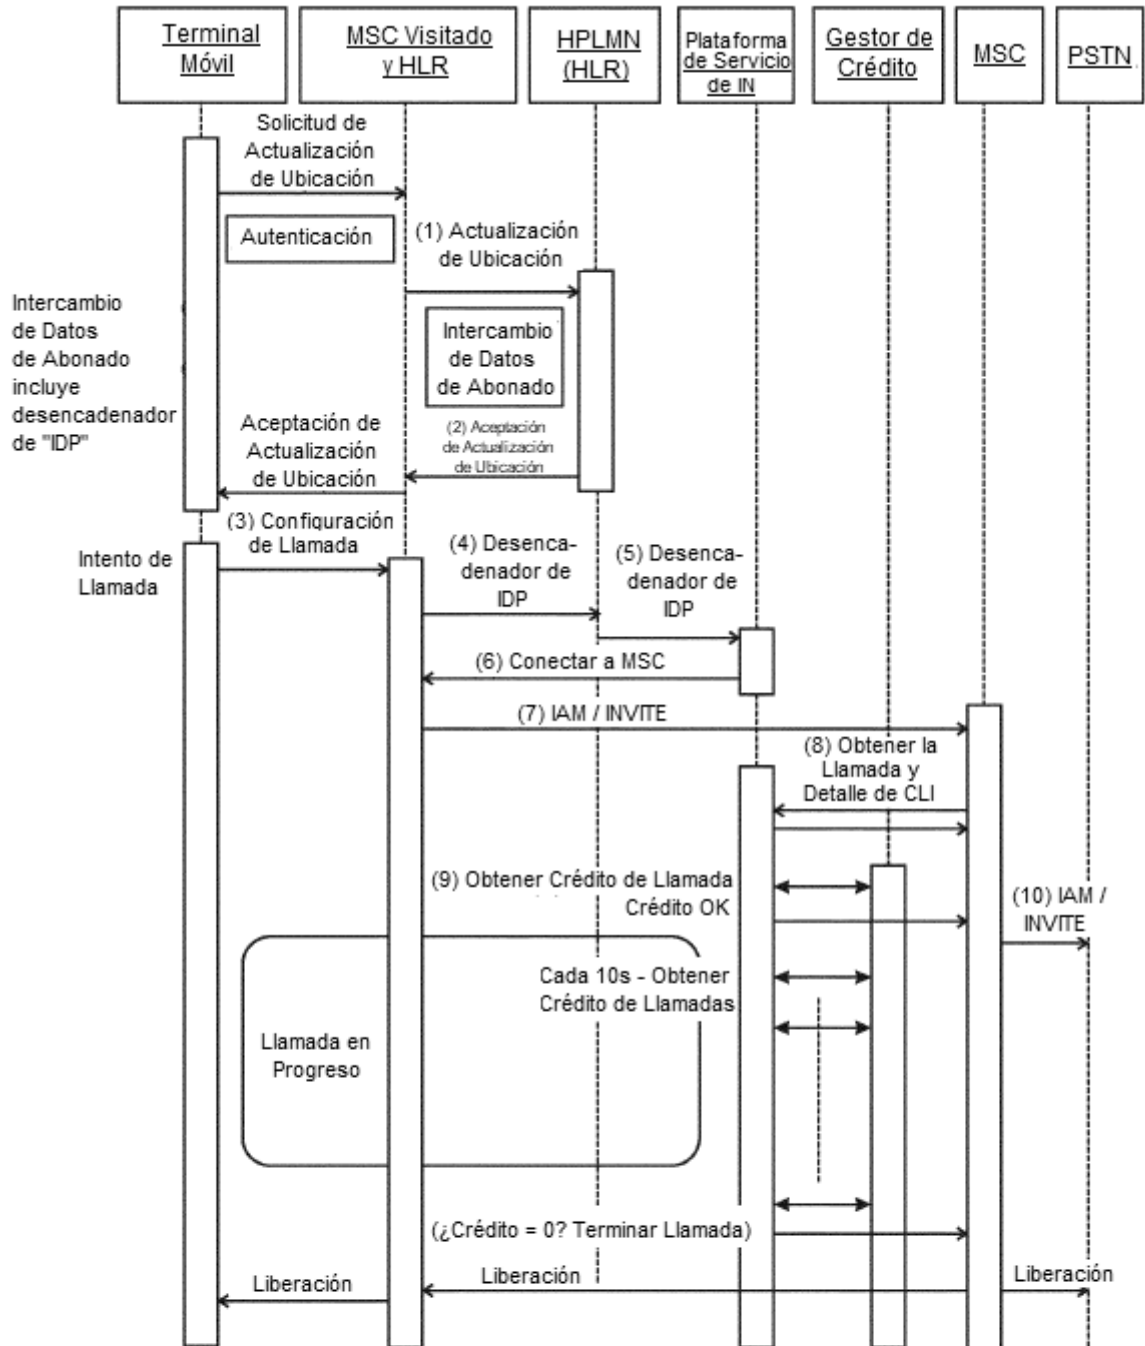 Terminal
Móvil
MSC Visitado
y HLR
HPLMN
(HLR)
Plataforma
de Servicio
de IN
Gestor de
Crédito
MSC
PSTN
Solicitud de
Actualización
de Ubicación
Autenticación
(1) Actualización
de Ubicación
Intercambio
de Datos
de Abonado
incluye
desencadenador
de "IDP"
Intercambio
de Datos
de Abonado
Aceptación de
Actualización
de Ubicación
(2) Aceptación
de Actualización
de Ubicación
(3) Configuración
de Llamada
Intento de
Llamada
(4) Desenca-
denador de
IDP
(5) Desenca-
denador de
IDP
(6) Conectar a MSC
(7) IAM / INVITE
(8) Obtener la
Llamada y
Detalle de CLI
(9) Obtener Crédito de Llamada
Crédito OK
(10) IAM /
INVITE
Cada 10s - Obtener
Crédito de Llamadas
Llamada en
Progreso
(¿Crédito = 0? Terminar Llamada)
Liberación
Liberación
Liberación